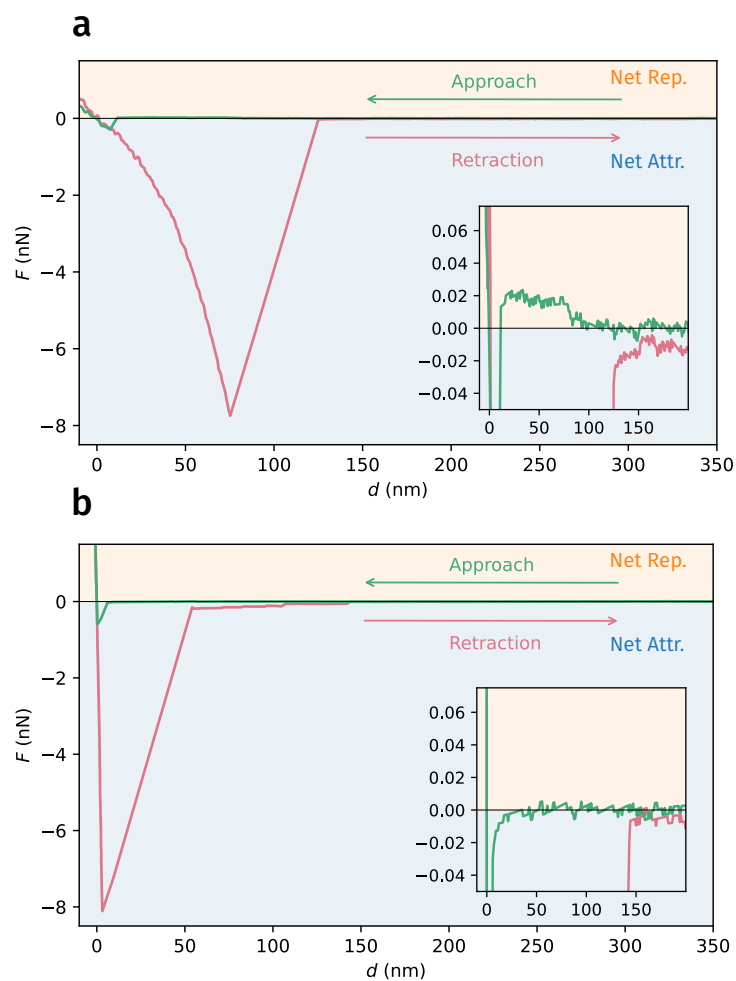 a
Net Rep.
Approach
Retraction
Net Attr.
F (nN)
0
−2
−4
−6
−8
0.06
0.04
0.02
0.00
−0.02
−0.04
0 50 100 150
0 50 100 150 200 250 300 350
d (nm)
b
Net Rep.
Approach
Retraction
Net Attr.
F (nN)
0
−2
−4
−6
−8
0.06
0.04
0.02
0.00
−0.02
−0.04
0 50 100 150
0 50 100 150 200 250 300 350
d (nm)